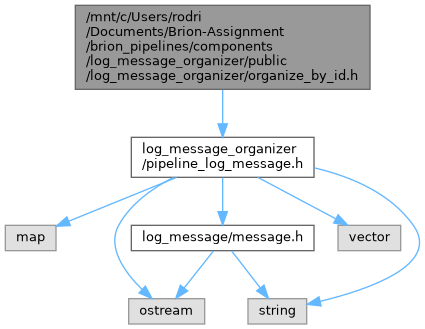 /mnt/c/Users/rodri
/Documents/Brion-Assignment
/brion_pipelines/components
/log_message_organizer/public
/log_message_organizer/organize_by_id.h
log_message_organizer
/pipeline_log_message.h
map
log_message/message.h
vector
ostream
string